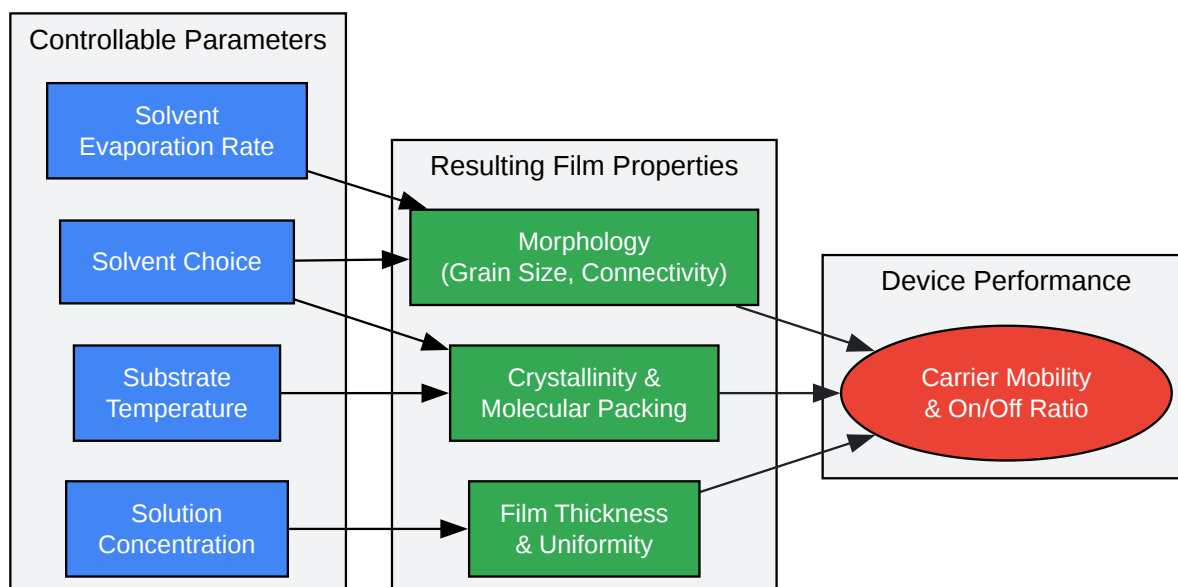 Controllable Parameters
Solvent
Evaporation Rate
Solvent Choice
Substrate
Temperature
Solution
Concentration
Resulting Film Properties
Morphology
(Grain Size, Connectivity)
Crystallinity &
Molecular Packing
Film Thickness
& Uniformity
Device Performance
Carrier Mobility
& On/Off Ratio